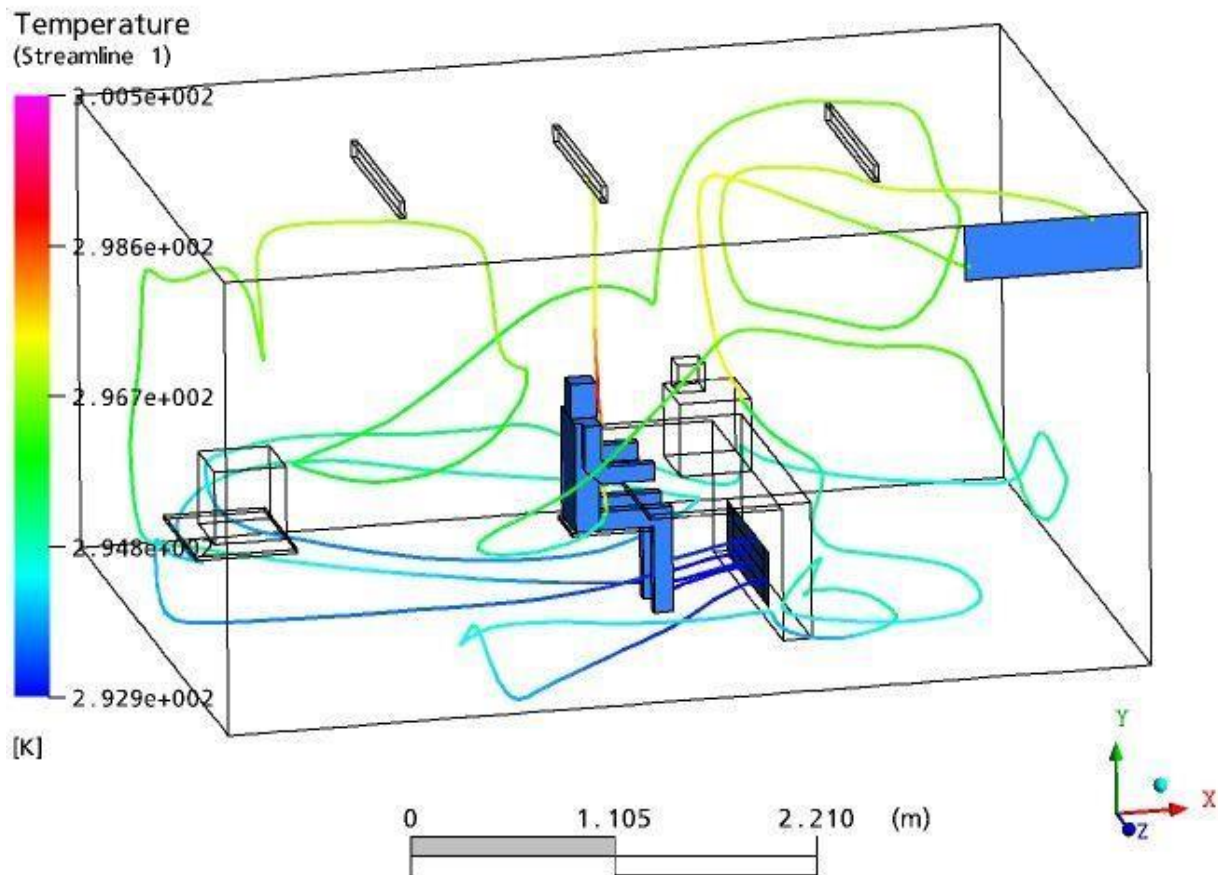 Temperature
(Streamline 1)
3.005e+002
2.986e+002
2.967e+002
2.948e+002
2.929e+002
[K]
0 1.105 2.210 (m)
Y
X
Z